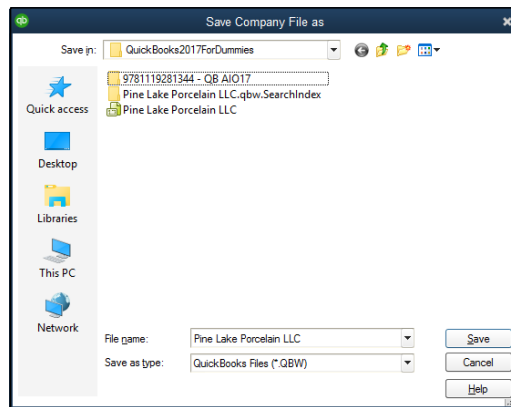 qb Save Company File as
Save in: QuickBooks2017ForDummies
9781119281344 - QB AIO17
Pine Lake Porcelain LLC.qbw.SearchIndex
Pine Lake Porcelain LLC
Quick access
Desktop
Libraries
This PC
Network
File name: Pine Lake Porcelain LLC Save
Save as type: QuickBooks Files (*.QBW) Cancel
Help